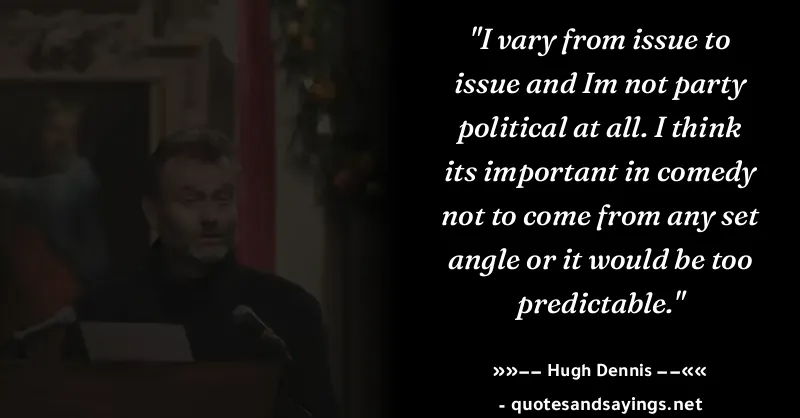 "I vary from issue to
issue and Im not party
political at all. I think
its important in comedy
not to come from any set
angle or it would be too
predictable."
»»–– Hugh Dennis ––««
- quotesandsayings.net